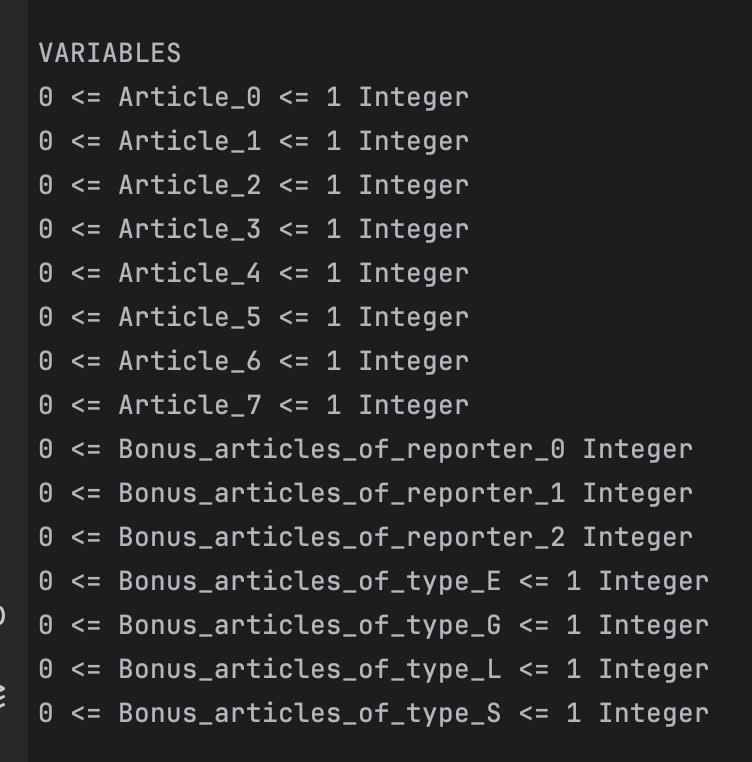 VARIABLES
0 <= Article_0 <= 1 Integer
0 <= Article_1 <= 1 Integer
0 <= Article_2 <= 1 Integer
0 <= Article_3 <= 1 Integer
0 <= Article_4 <= 1 Integer
0 <= Article_5 <= 1 Integer
0 <= Article_6 <= 1 Integer
0 <= Article_7 <= 1 Integer
0 <= Bonus_articles_of_reporter_0 Integer
0 <= Bonus_articles_of_reporter_1 Integer
0 <= Bonus_articles_of_reporter_2 Integer
0 <= Bonus_articles_of_type_E <= 1 Integer
0 <= Bonus_articles_of_type_G <= 1 Integer
0 <= Bonus_articles_of_type_L <= 1 Integer
0 <= Bonus_articles_of_type_S <= 1 Integer